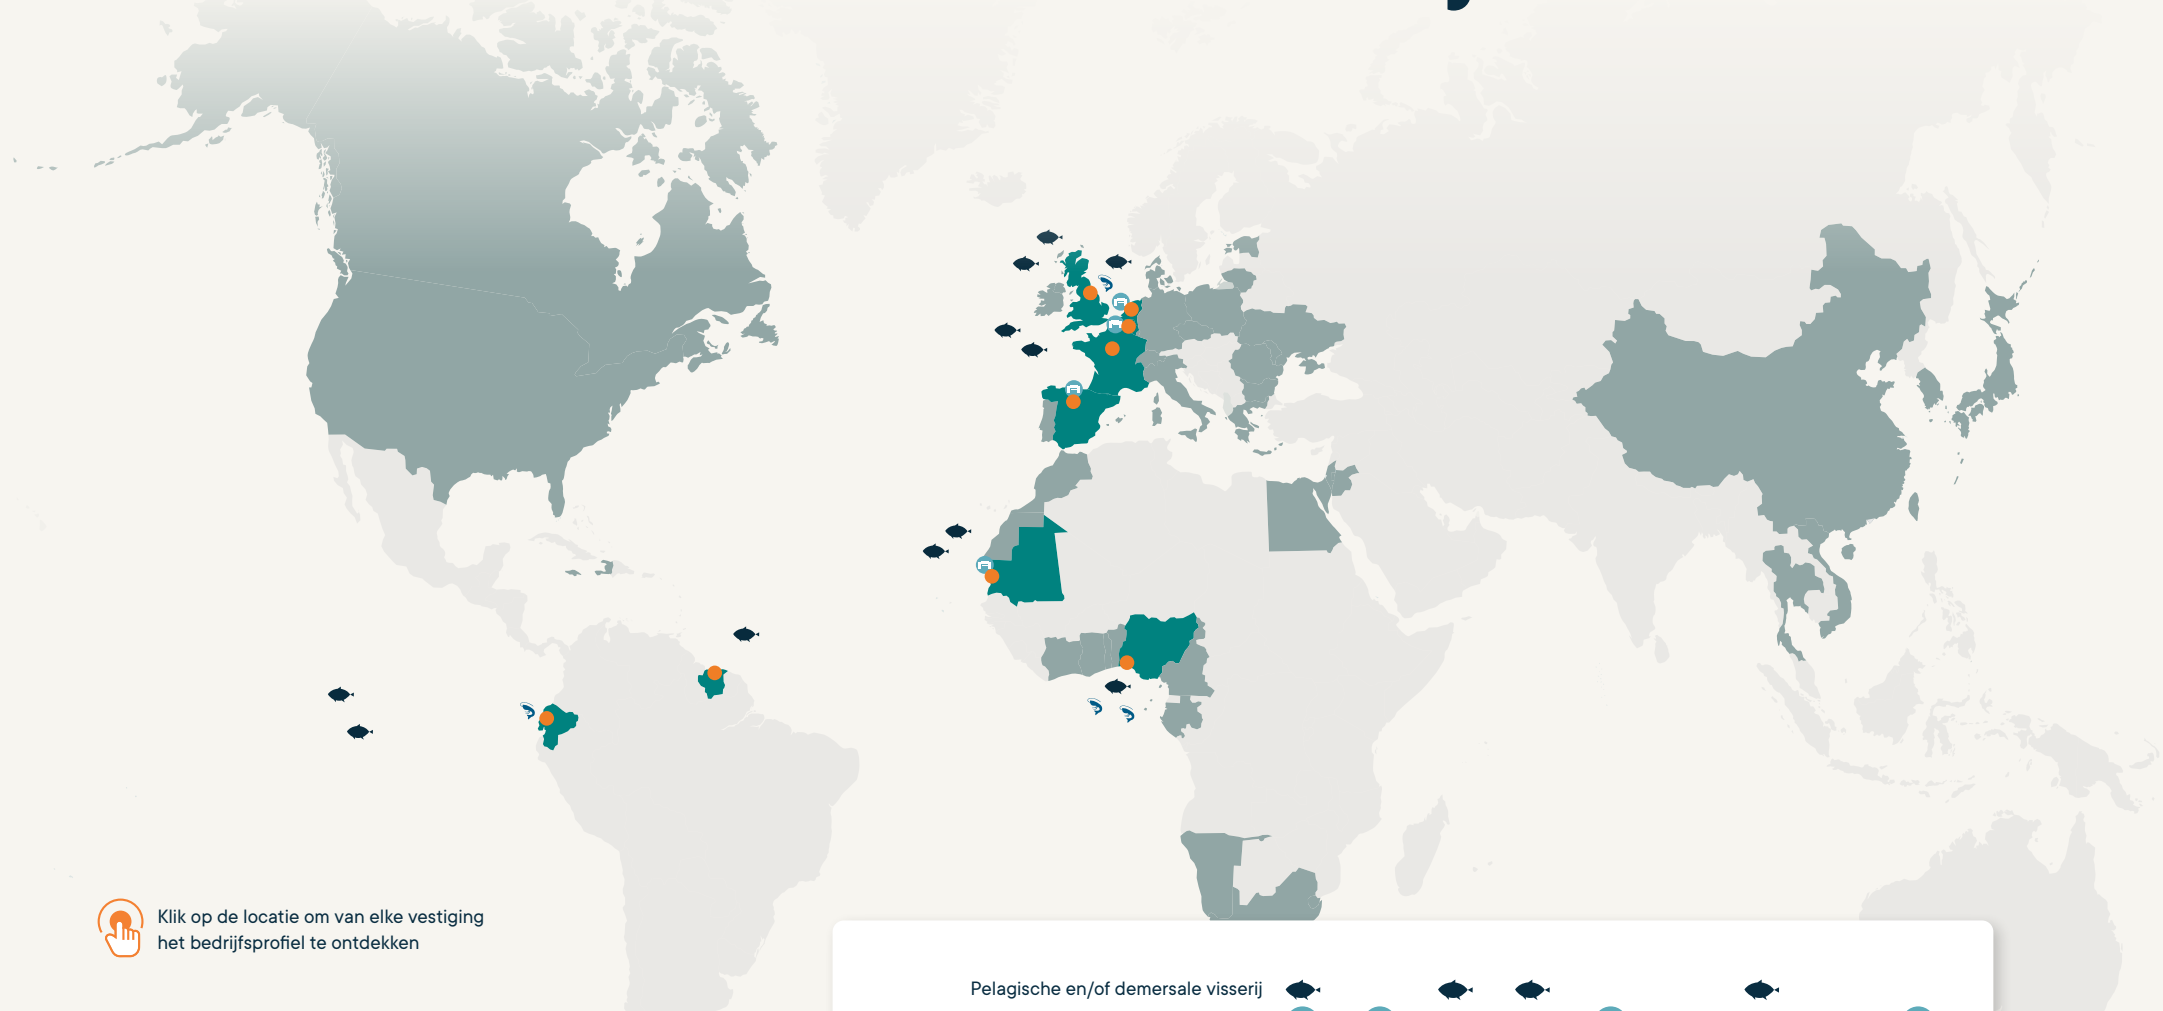 Klik op de locatie om van elke vestiging
het bedrijfsprofiel te ontdekken
Pelagische en/of demersale visserij